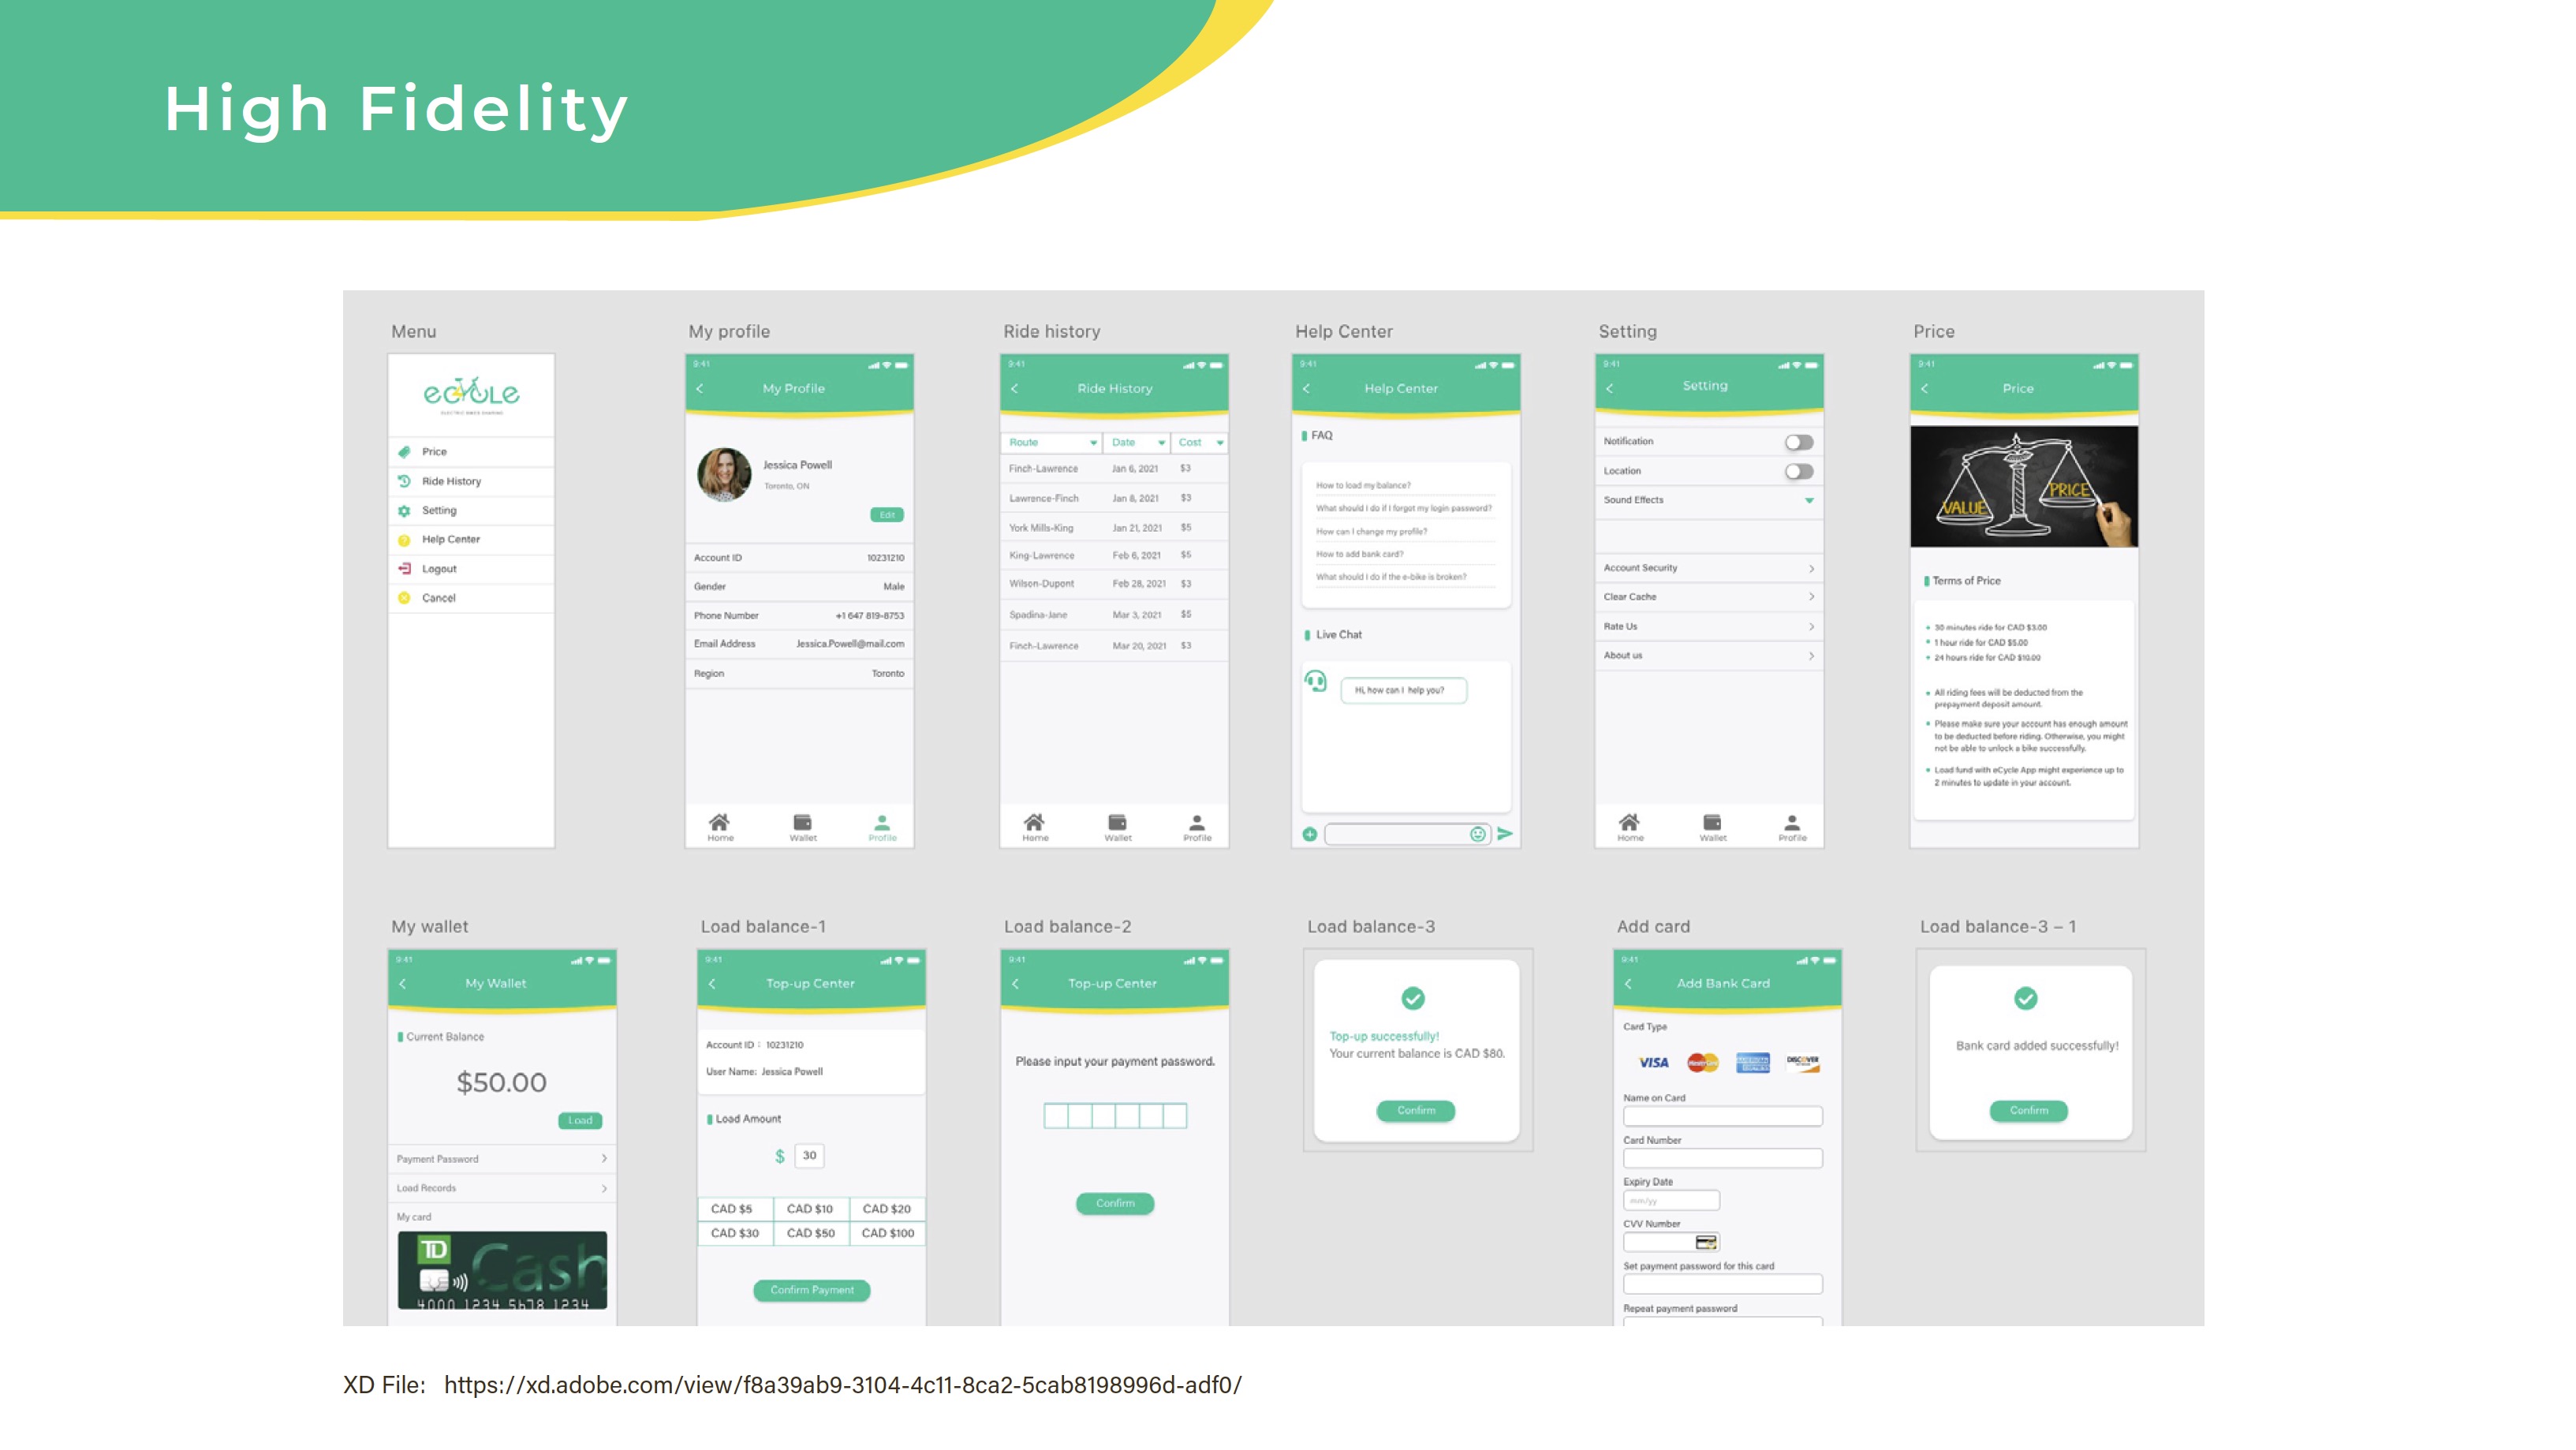 High Fidelity
Menu
eCYCLE
ELECTRIC BIKES SHARING
Price
Ride History
Setting
Help Center
Logout
Cancel
My profile
9:41
My Profile
Jessica Powell
Toronto, ON
Edit
Account ID 10231210
Gender Male
Phone Number +1 647 819-8753
Email Address Jessica.Powell@mail.com
Region Toronto
Home Wallet Profile
Ride history
9:41
Ride History
Route Date Cost
Finch-Lawrence Jan 6, 2021 $3
Lawrence-Finch Jan 8, 2021 $3
York Mills-King Jan 21, 2021 $5
King-Lawrence Feb 6, 2021 $5
Wilson-Dupont Feb 28, 2021 $3
Spadina-Jane Mar 3, 2021 $5
Finch-Lawrence Mar 20, 2021 $3
Home Wallet Profile
Help Center
9:41
Help Center
FAQ
How to load my balance?
What should I do if I forgot my login password?
How can I change my profile?
How to add bank card?
What should I do if the e-bike is broken?
Live Chat
Hi, how can I help you?
Setting
9:41
Setting
Notification
Location
Sound Effects
Account Security
Clear Cache
Rate Us
About us
Home Wallet Profile
Price
9:41
Price
VALUE
PRICE
Terms of Price
30 minutes ride for CAD $3.00
1 hour ride for CAD $5.00
24 hours ride for CAD $10.00
All riding fees will be deducted from the
prepayment deposit amount.
Please make sure your account has enough amount
to be deducted before riding. Otherwise, you might
not be able to unlock a bike successfully.
Load fund with eCycle App might experience up to
2 minutes to update in your account.
My wallet
9:41
My Wallet
Current Balance
$50.00
Load
Payment Password
Load Records
My card
TD
Cash
4000 1234 5678 1234
Load balance-1
9:41
Top-up Center
Account ID : 10231210
User Name: Jessica Powell
Load Amount
$ 30
CAD $5 CAD $10 CAD $20
CAD $30 CAD $50 CAD $100
Confirm Payment
Load balance-2
9:41
Top-up Center
Please input your payment password.
Confirm
Load balance-3
Top-up successfully!
Your current balance is CAD $80.
Confirm
Add card
9:41
Add Bank Card
Card Type
VISA MasterCard DISCOVER
Name on Card
Card Number
Expiry Date
mm/yy
CVV Number
Set payment password for this card
Repeat payment password
Load balance-3 – 1
Bank card added successfully!
Confirm
XD File: https://xd.adobe.com/view/f8a39ab9-3104-4c11-8ca2-5cab8198996d-adf0/